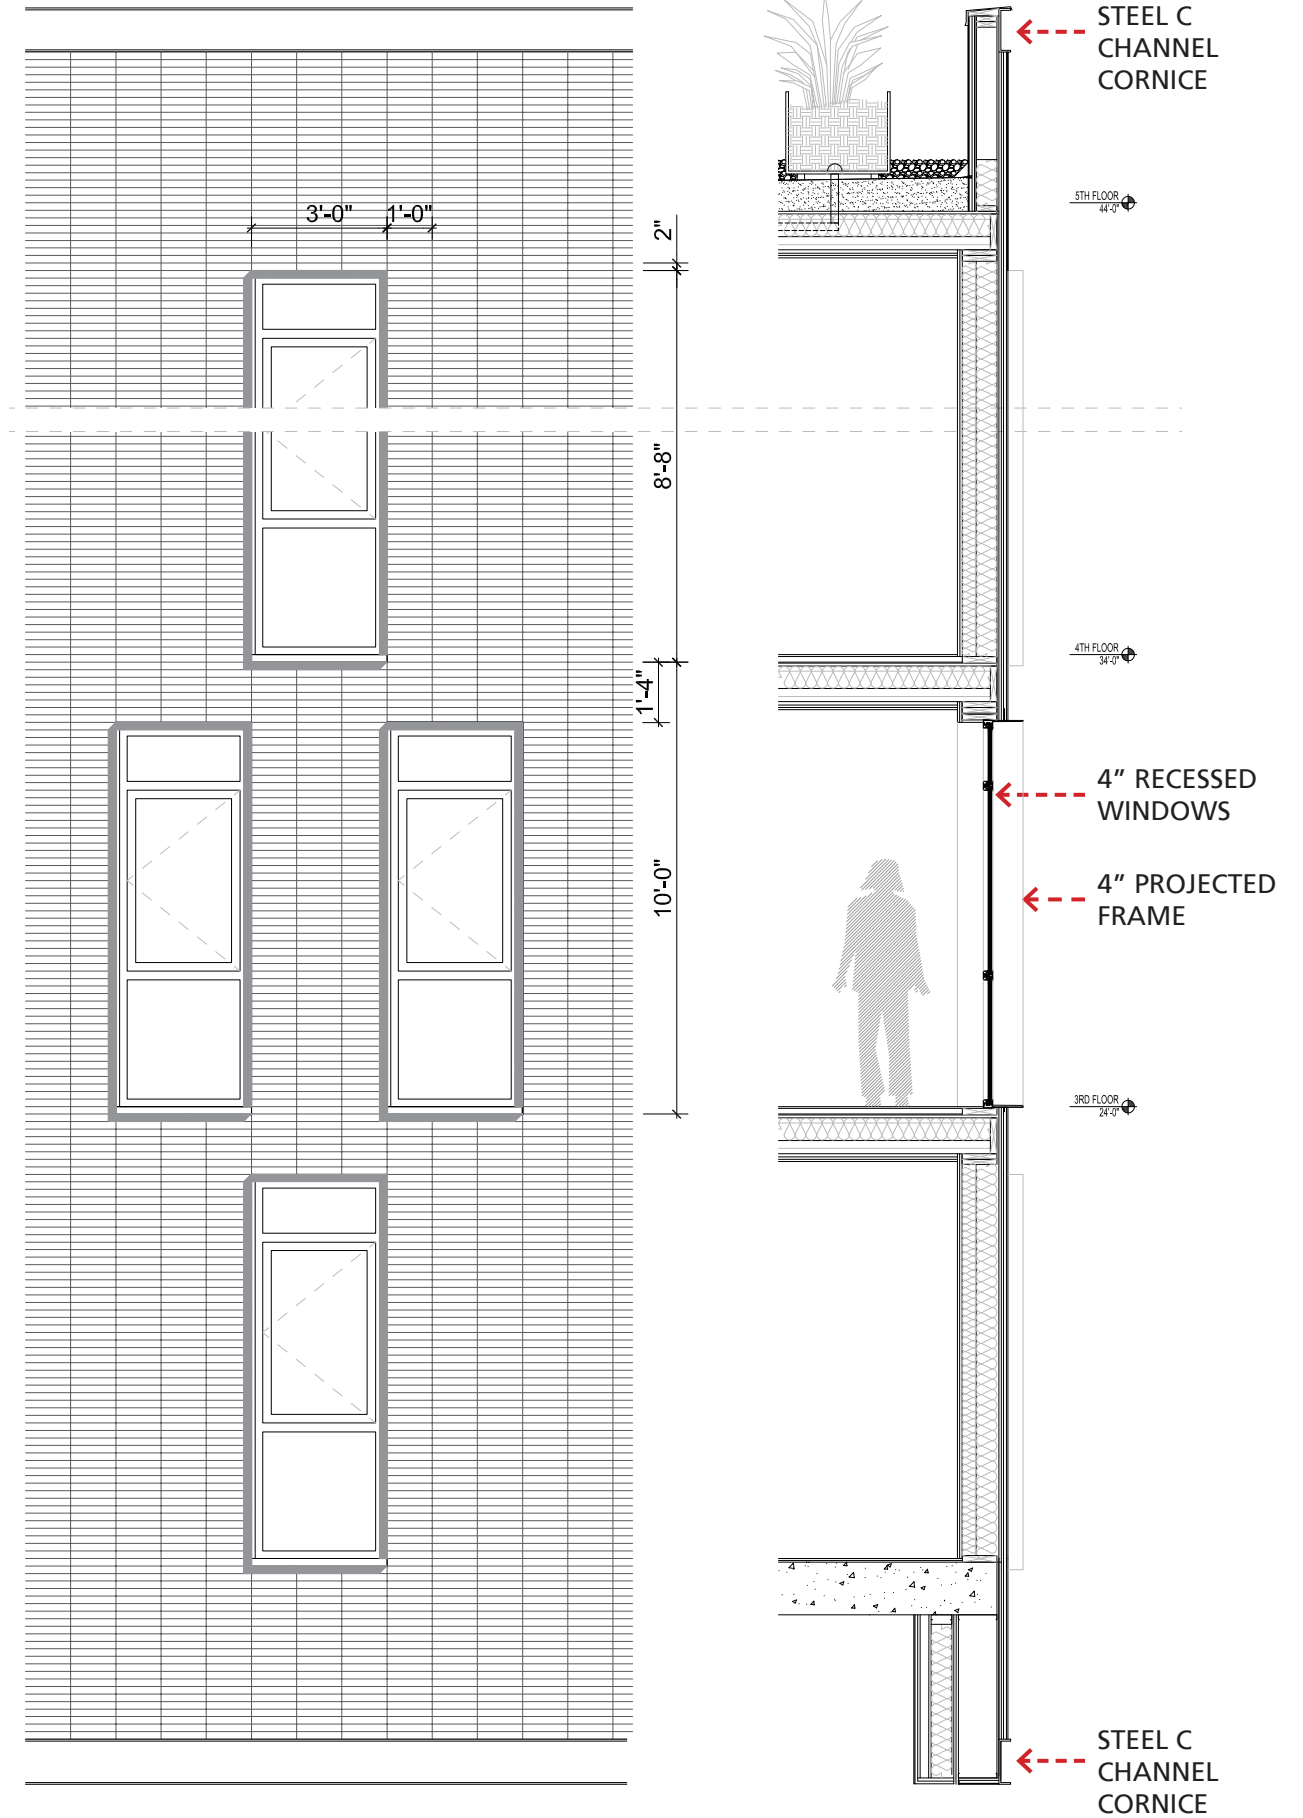 STEEL C
CHANNEL
CORNICE
5TH FLOOR
44'-0"
3'-0"
1'-0"
2"
8'-8"
4TH FLOOR
34'-0"
1'-4"
4" RECESSED
WINDOWS
10'-0"
4" PROJECTED
FRAME
3RD FLOOR
24'-0"
STEEL C
CHANNEL
CORNICE